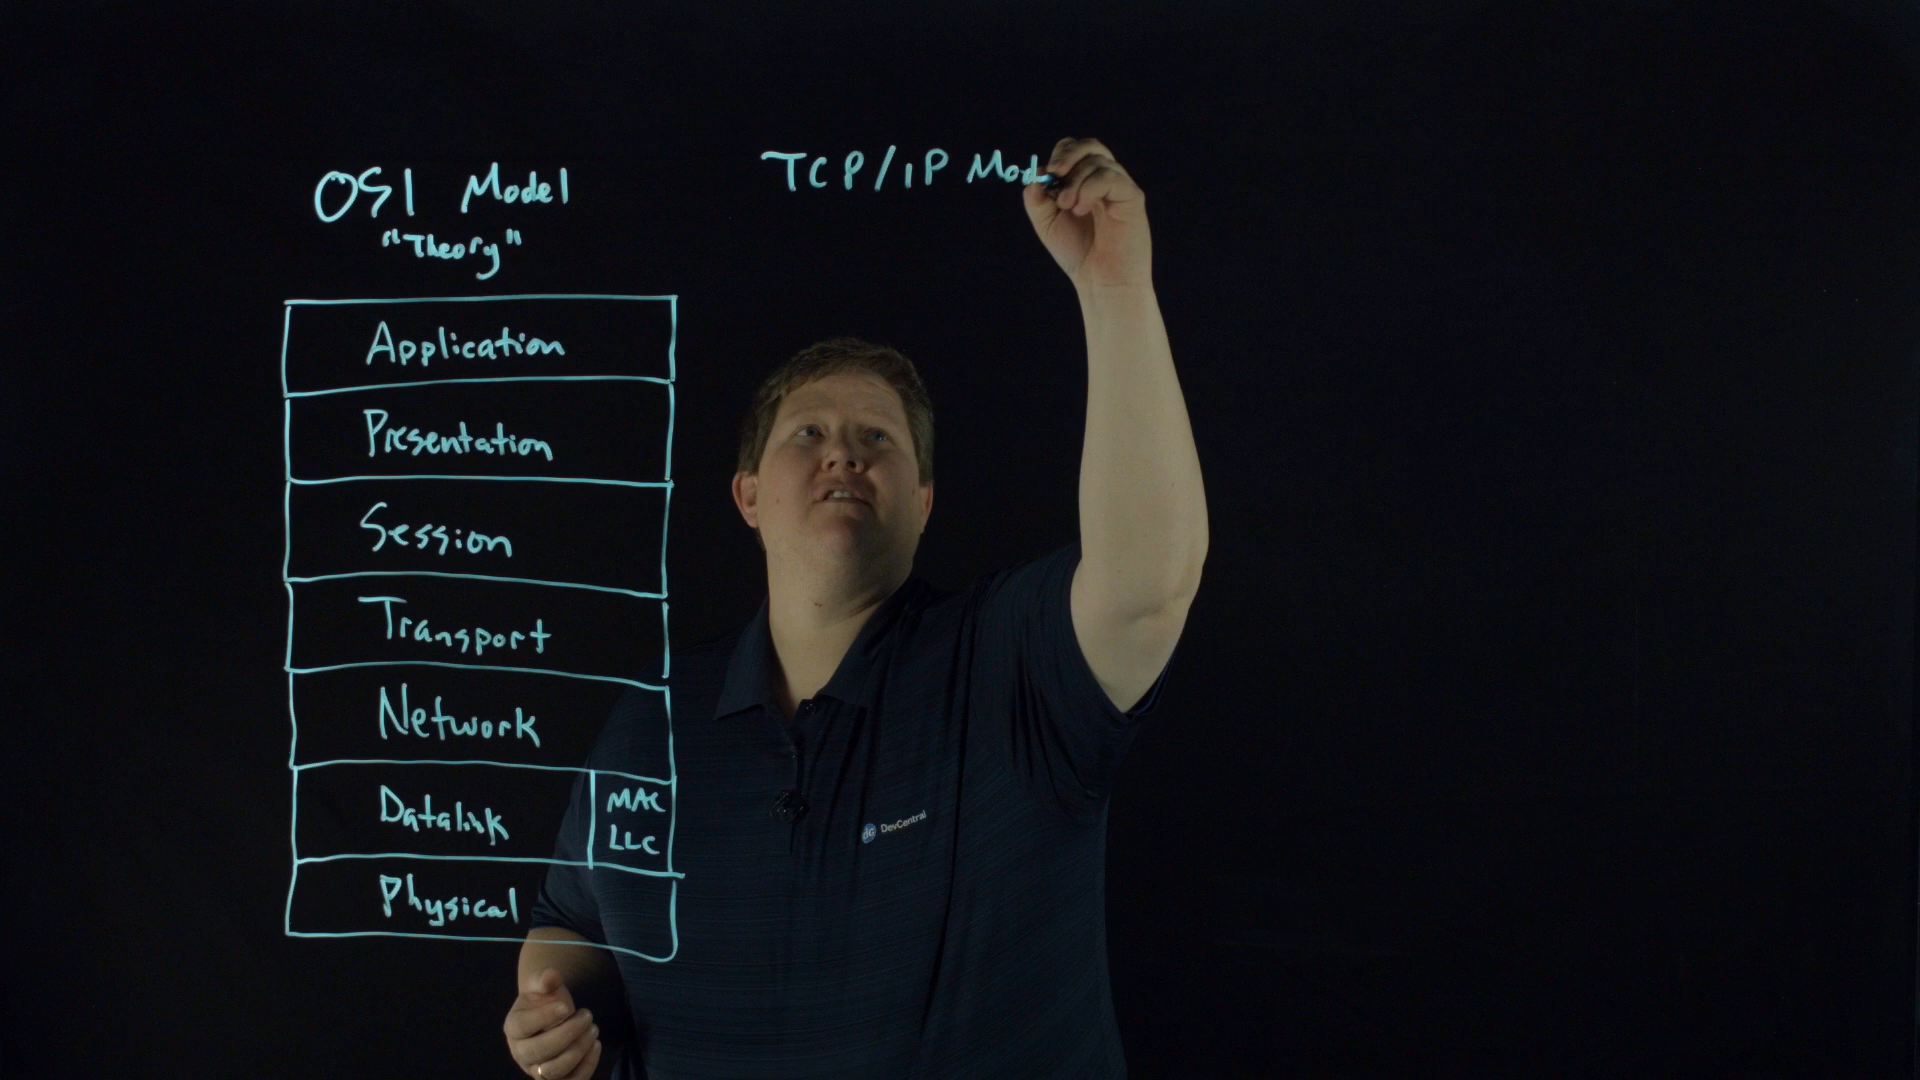 OSI Model
"Theory"
Application
Presentation
Session
Transport
Network
Datalink
MAC
LLC
Physical
TCP/IP Mod
DevCentral